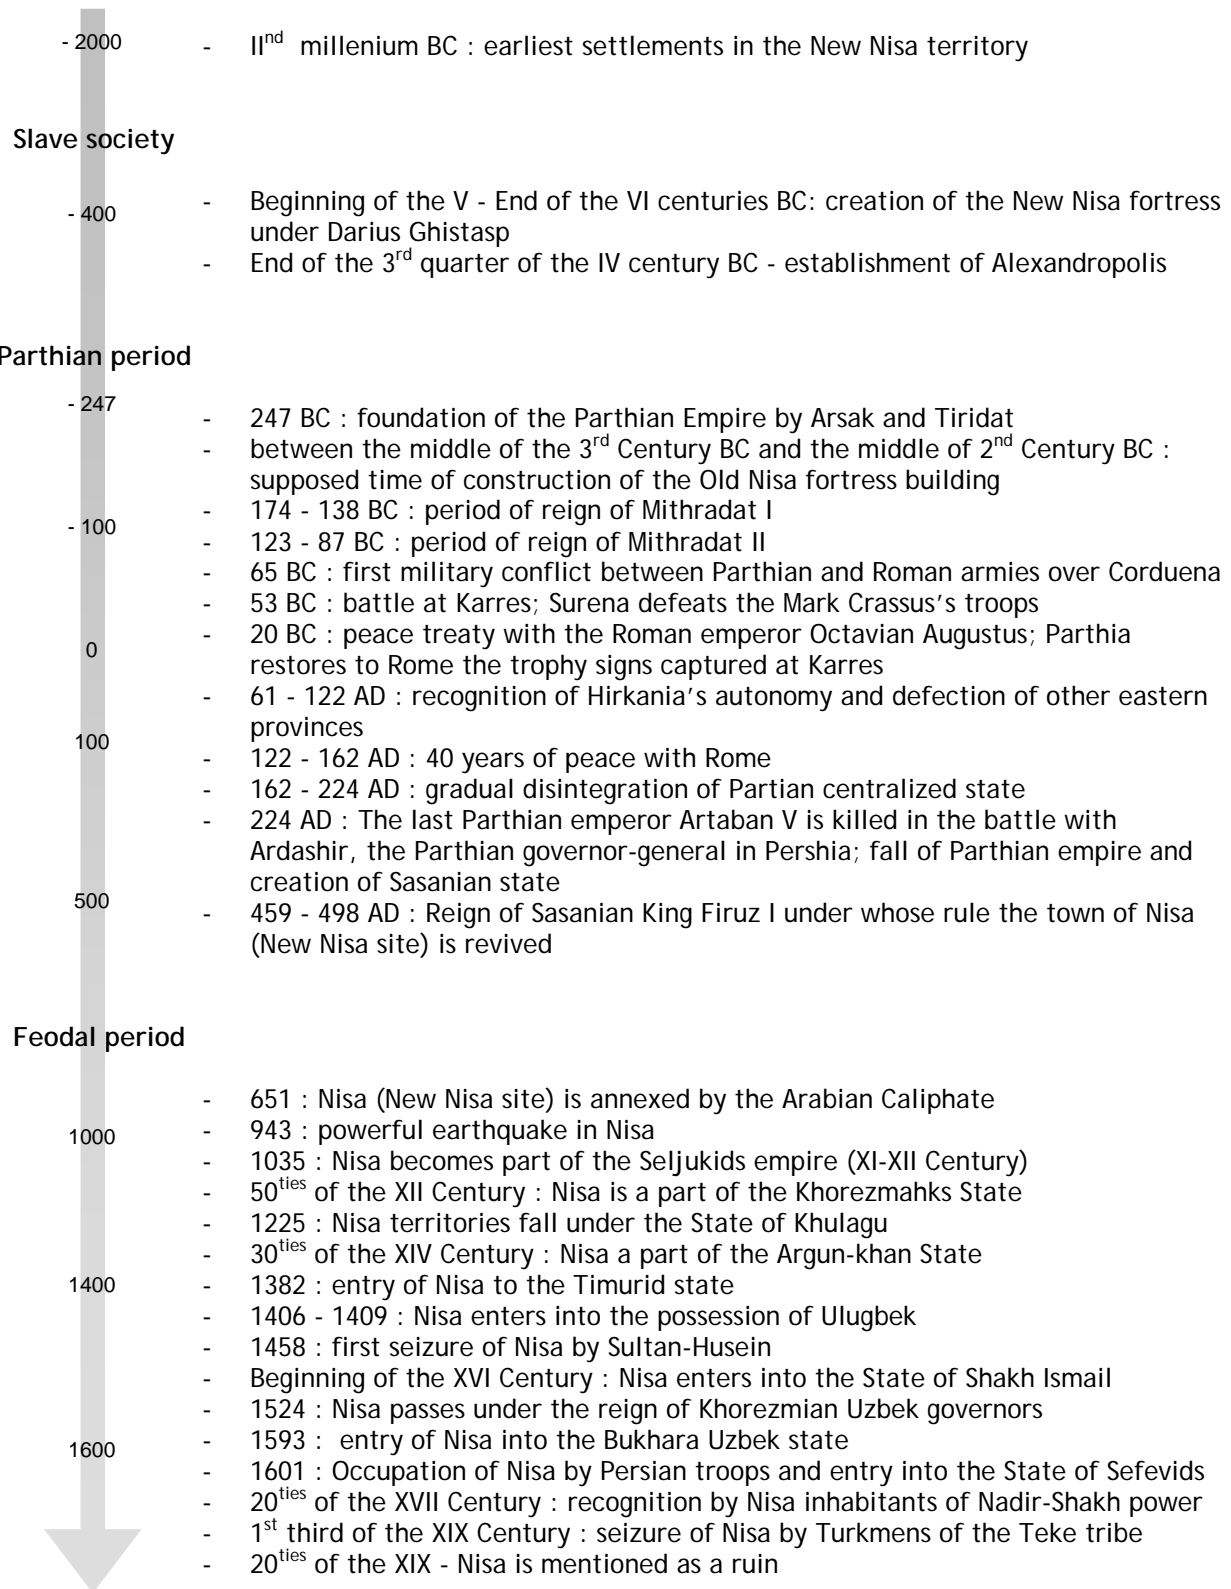 - 2000
- IInd millenium BC : earliest settlements in the New Nisa territory
Slave society
- 400
- Beginning of the V - End of the VI centuries BC: creation of the New Nisa fortress
under Darius Ghistasp
- End of the 3rd quarter of the IV century BC - establishment of Alexandropolis
Parthian period
- 247
- 247 BC : foundation of the Parthian Empire by Arsak and Tiridat
- between the middle of the 3rd Century BC and the middle of 2nd Century BC :
supposed time of construction of the Old Nisa fortress building
- 174 - 138 BC : period of reign of Mithradat I
- 100
- 123 - 87 BC : period of reign of Mithradat II
- 65 BC : first military conflict between Parthian and Roman armies over Corduena
- 53 BC : battle at Karres; Surena defeats the Mark Crassus's troops
- 20 BC : peace treaty with the Roman emperor Octavian Augustus; Parthia
0
restores to Rome the trophy signs captured at Karres
- 61 - 122 AD : recognition of Hirkania's autonomy and defection of other eastern
provinces
100
- 122 - 162 AD : 40 years of peace with Rome
- 162 - 224 AD : gradual disintegration of Partian centralized state
- 224 AD : The last Parthian emperor Artaban V is killed in the battle with
Ardashir, the Parthian governor-general in Pershia; fall of Parthian empire and
creation of Sasanian state
500
- 459 - 498 AD : Reign of Sasanian King Firuz I under whose rule the town of Nisa
(New Nisa site) is revived
Feodal period
- 651 : Nisa (New Nisa site) is annexed by the Arabian Caliphate
- 943 : powerful earthquake in Nisa
1000
- 1035 : Nisa becomes part of the Seljukids empire (XI-XII Century)
- 50ties of the XII Century : Nisa is a part of the Khorezmahks State
- 1225 : Nisa territories fall under the State of Khulagu
- 30ties of the XIV Century : Nisa a part of the Argun-khan State
1400
- 1382 : entry of Nisa to the Timurid state
- 1406 - 1409 : Nisa enters into the possession of Ulugbek
- 1458 : first seizure of Nisa by Sultan-Husein
- Beginning of the XVI Century : Nisa enters into the State of Shakh Ismail
- 1524 : Nisa passes under the reign of Khorezmian Uzbek governors
1600
- 1593 : entry of Nisa into the Bukhara Uzbek state
- 1601 : Occupation of Nisa by Persian troops and entry into the State of Sefevids
- 20ties of the XVII Century : recognition by Nisa inhabitants of Nadir-Shakh power
- 1st third of the XIX Century : seizure of Nisa by Turkmens of the Teke tribe
- 20ties of the XIX - Nisa is mentioned as a ruin